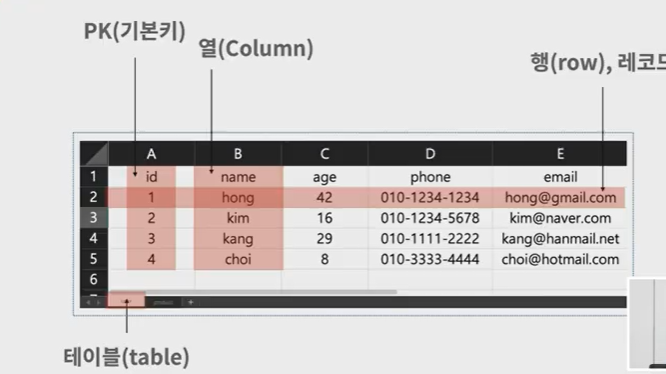 PK(기본키)
열(Column)
행(row), 레코드
A B C D E
1 id name age phone email
2 1 hong 42 010-1234-1234 hong@gmail.com
3 2 kim 16 010-1234-5678 kim@naver.com
4 3 kang 29 010-1111-2222 kang@hanmail.net
5 4 choi 8 010-3333-4444 choi@hotmail.com
6
product +
테이블(table)